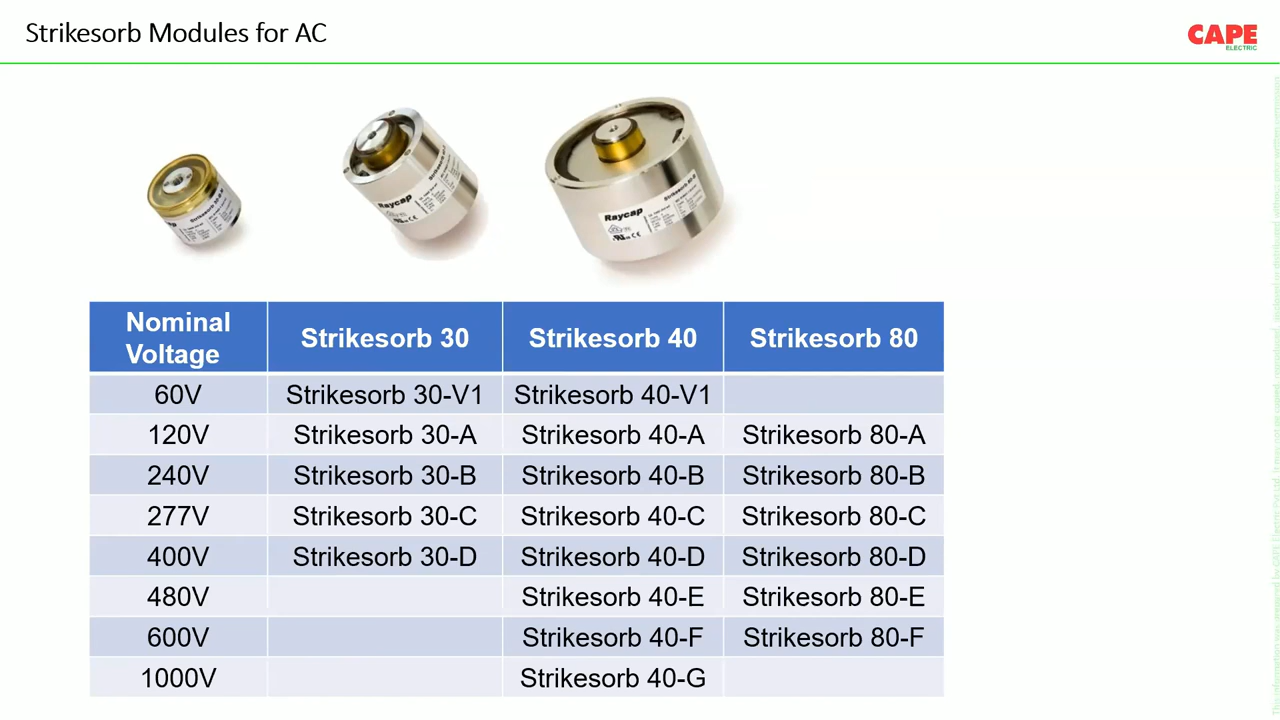 Strikesorb Modules for AC
CAPE
ELECTRIC
Raycap
Raycap
Nominal Voltage Strikesorb 30 Strikesorb 40 Strikesorb 80
60V Strikesorb 30-V1 Strikesorb 40-V1
120V Strikesorb 30-A Strikesorb 40-A Strikesorb 80-A
240V Strikesorb 30-B Strikesorb 40-B Strikesorb 80-B
277V Strikesorb 30-C Strikesorb 40-C Strikesorb 80-C
400V Strikesorb 30-D Strikesorb 40-D Strikesorb 80-D
480V Strikesorb 40-E Strikesorb 80-E
600V Strikesorb 40-F Strikesorb 80-F
1000V Strikesorb 40-G